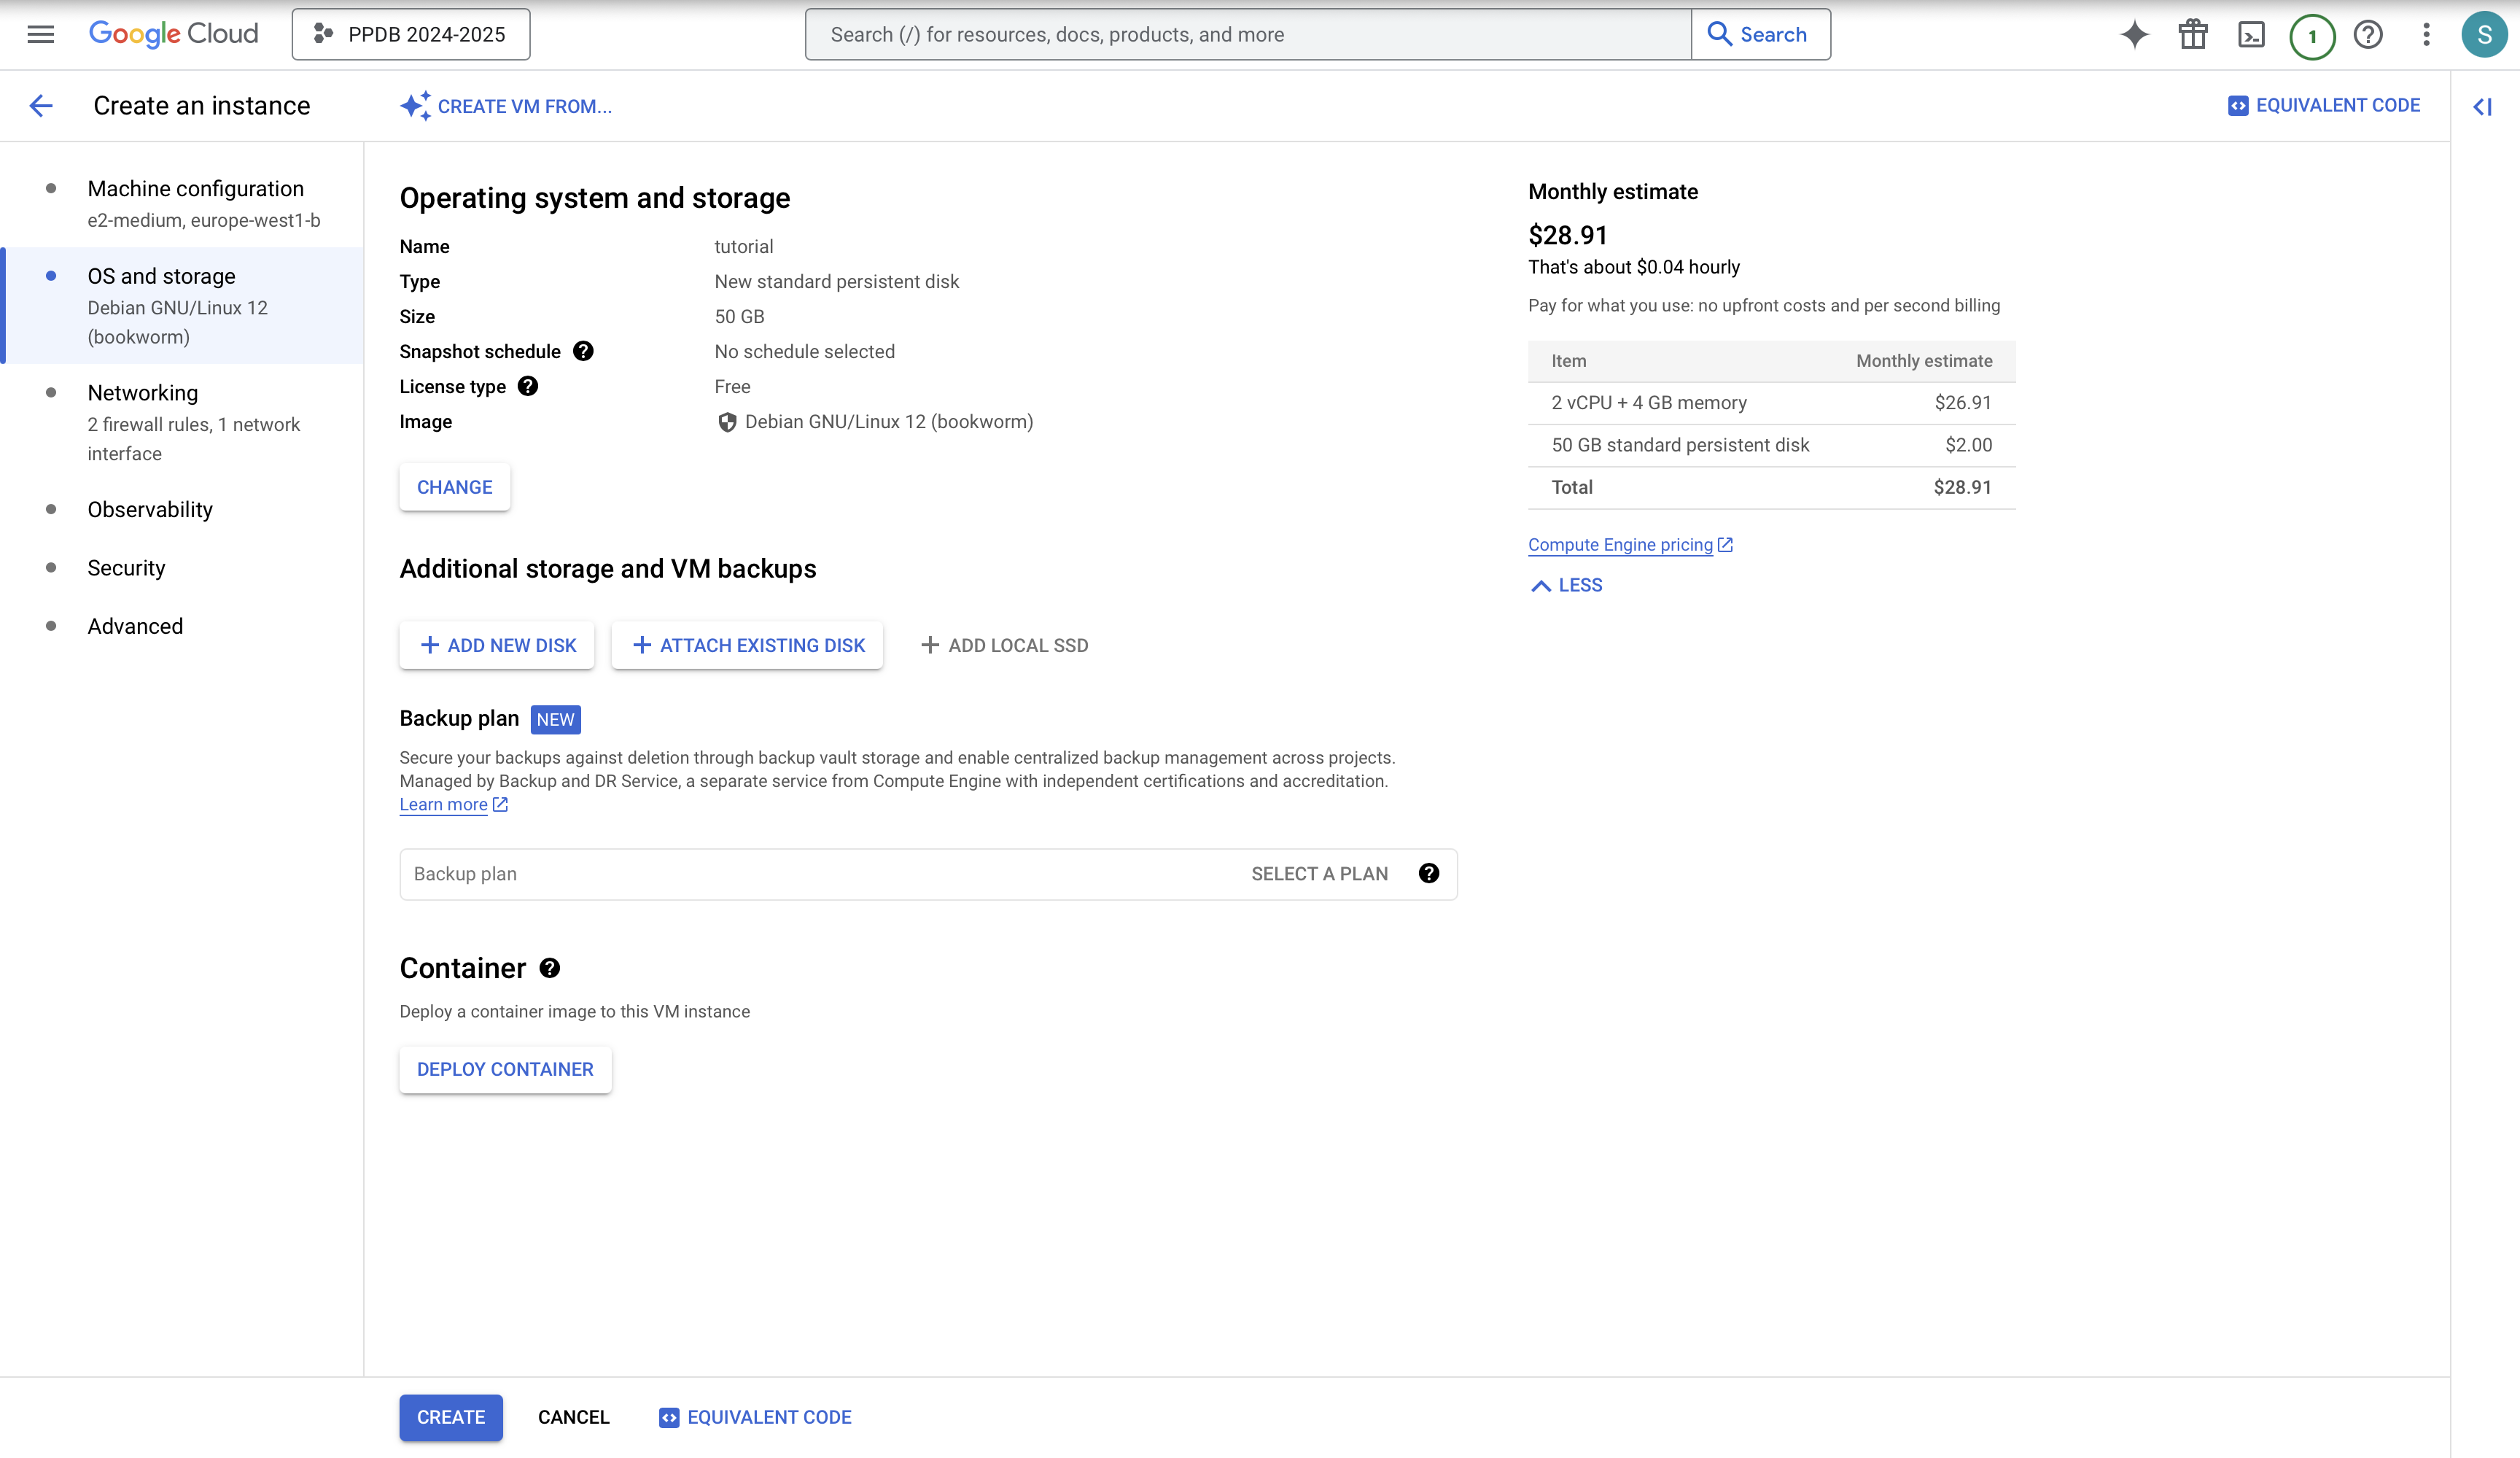 Google Cloud
PPDB 2024-2025
Search (/) for resources, docs, products, and more
Search
1
S
Create an instance
CREATE VM FROM...
EQUIVALENT CODE
Machine configuration
e2-medium, europe-west1-b
OS and storage
Debian GNU/Linux 12
(bookworm)
Networking
2 firewall rules, 1 network
interface
Observability
Security
Advanced
Operating system and storage
Name tutorial
Type New standard persistent disk
Size 50 GB
Snapshot schedule No schedule selected
License type Free
Image Debian GNU/Linux 12 (bookworm)
CHANGE
Additional storage and VM backups
ADD NEW DISK
ATTACH EXISTING DISK
ADD LOCAL SSD
Backup plan NEW
Secure your backups against deletion through backup vault storage and enable centralized backup management across projects.
Managed by Backup and DR Service, a separate service from Compute Engine with independent certifications and accreditation.
Learn more
Backup plan SELECT A PLAN
Container
Deploy a container image to this VM instance
DEPLOY CONTAINER
Monthly estimate
$28.91
That's about $0.04 hourly
Pay for what you use: no upfront costs and per second billing
Item Monthly estimate
2 vCPU + 4 GB memory $26.91
50 GB standard persistent disk $2.00
Total $28.91
Compute Engine pricing
LESS
CREATE
CANCEL
EQUIVALENT CODE